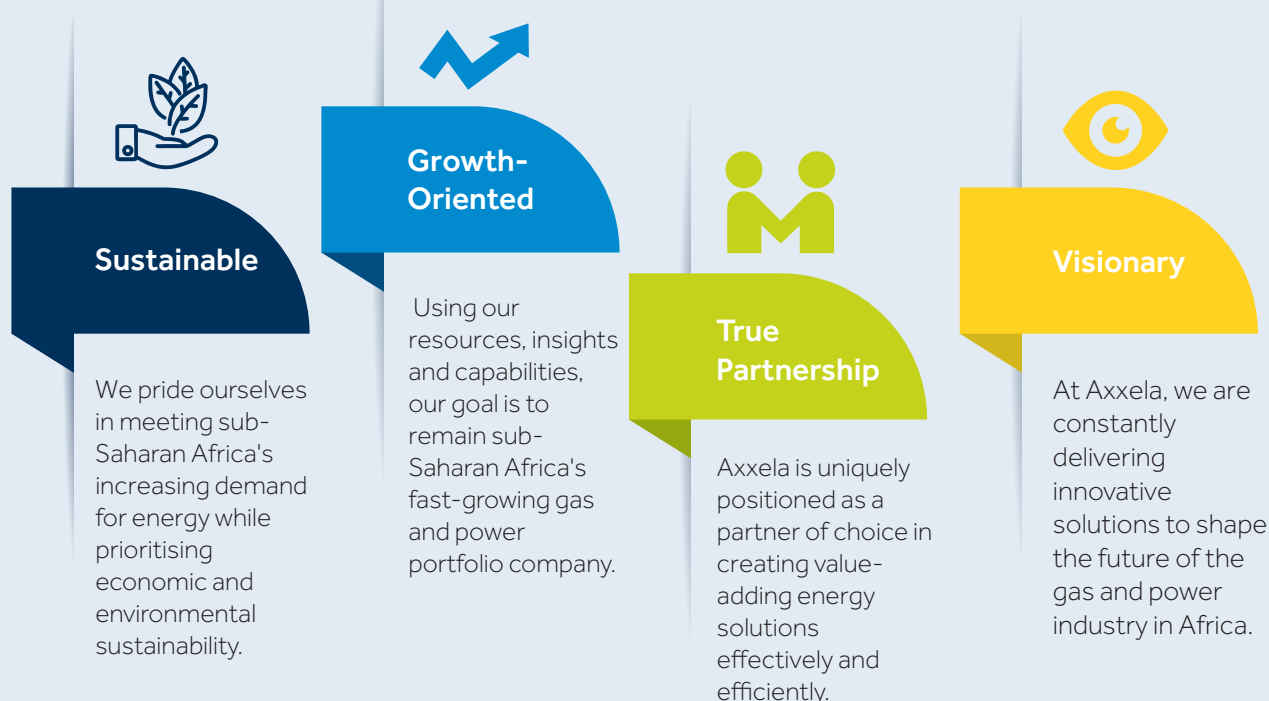 Sustainable
We pride ourselves
in meeting sub-
Saharan Africa's
increasing demand
for energy while
prioritising
economic and
environmental
sustainability.
Growth-
Oriented
Using our
resources, insights
and capabilities,
our goal is to
remain sub-
Saharan Africa's
fast-growing gas
and power
portfolio company.
True
Partnership
Axxela is uniquely
positioned as a
partner of choice in
creating value-
adding energy
solutions
effectively and
efficiently.
Visionary
At Axxela, we are
constantly
delivering
innovative
solutions to shape
the future of the
gas and power
industry in Africa.